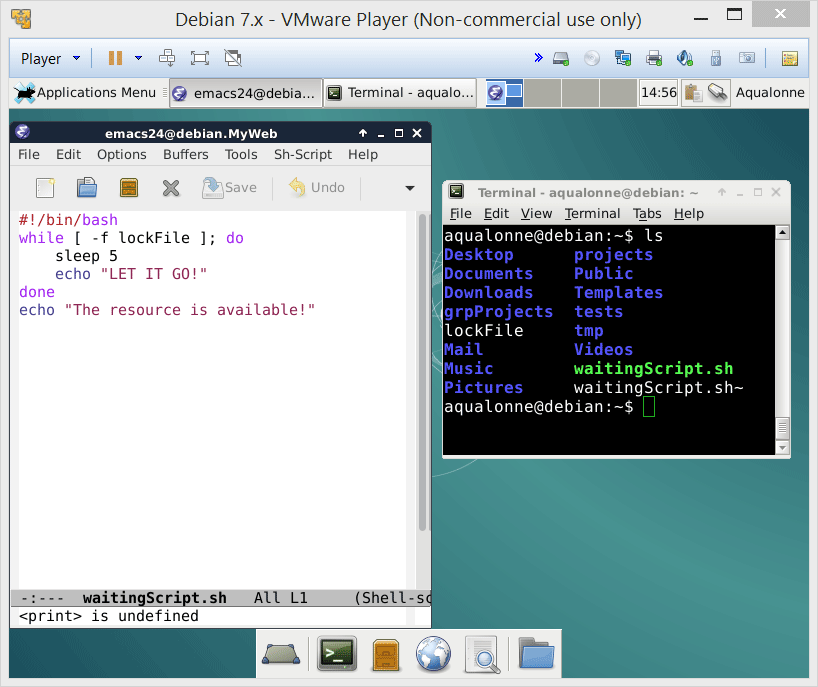 Debian 7.x - VMware Player (Non-commercial use only)
Player
Applications Menu
emacs24@debia...
Terminal - aqualo...
14:56
Aqualonne
emacs24@debian.MyWeb
File Edit Options Buffers Tools Sh-Script Help
Save Undo
#!/bin/bash
while [ -f lockFile ]; do
    sleep 5
    echo "LET IT GO!"
done
echo "The resource is available!"
-:--- waitingScript.sh All L1 (Shell-sc
<print> is undefined
Terminal - aqualonne@debian: ~
File Edit View Terminal Tabs Help
aqualonne@debian:~$ ls
Desktop projects
Documents Public
Downloads Templates
grpProjects tests
lockFile tmp
Mail Videos
Music waitingScript.sh
Pictures waitingScript.sh~
aqualonne@debian:~$